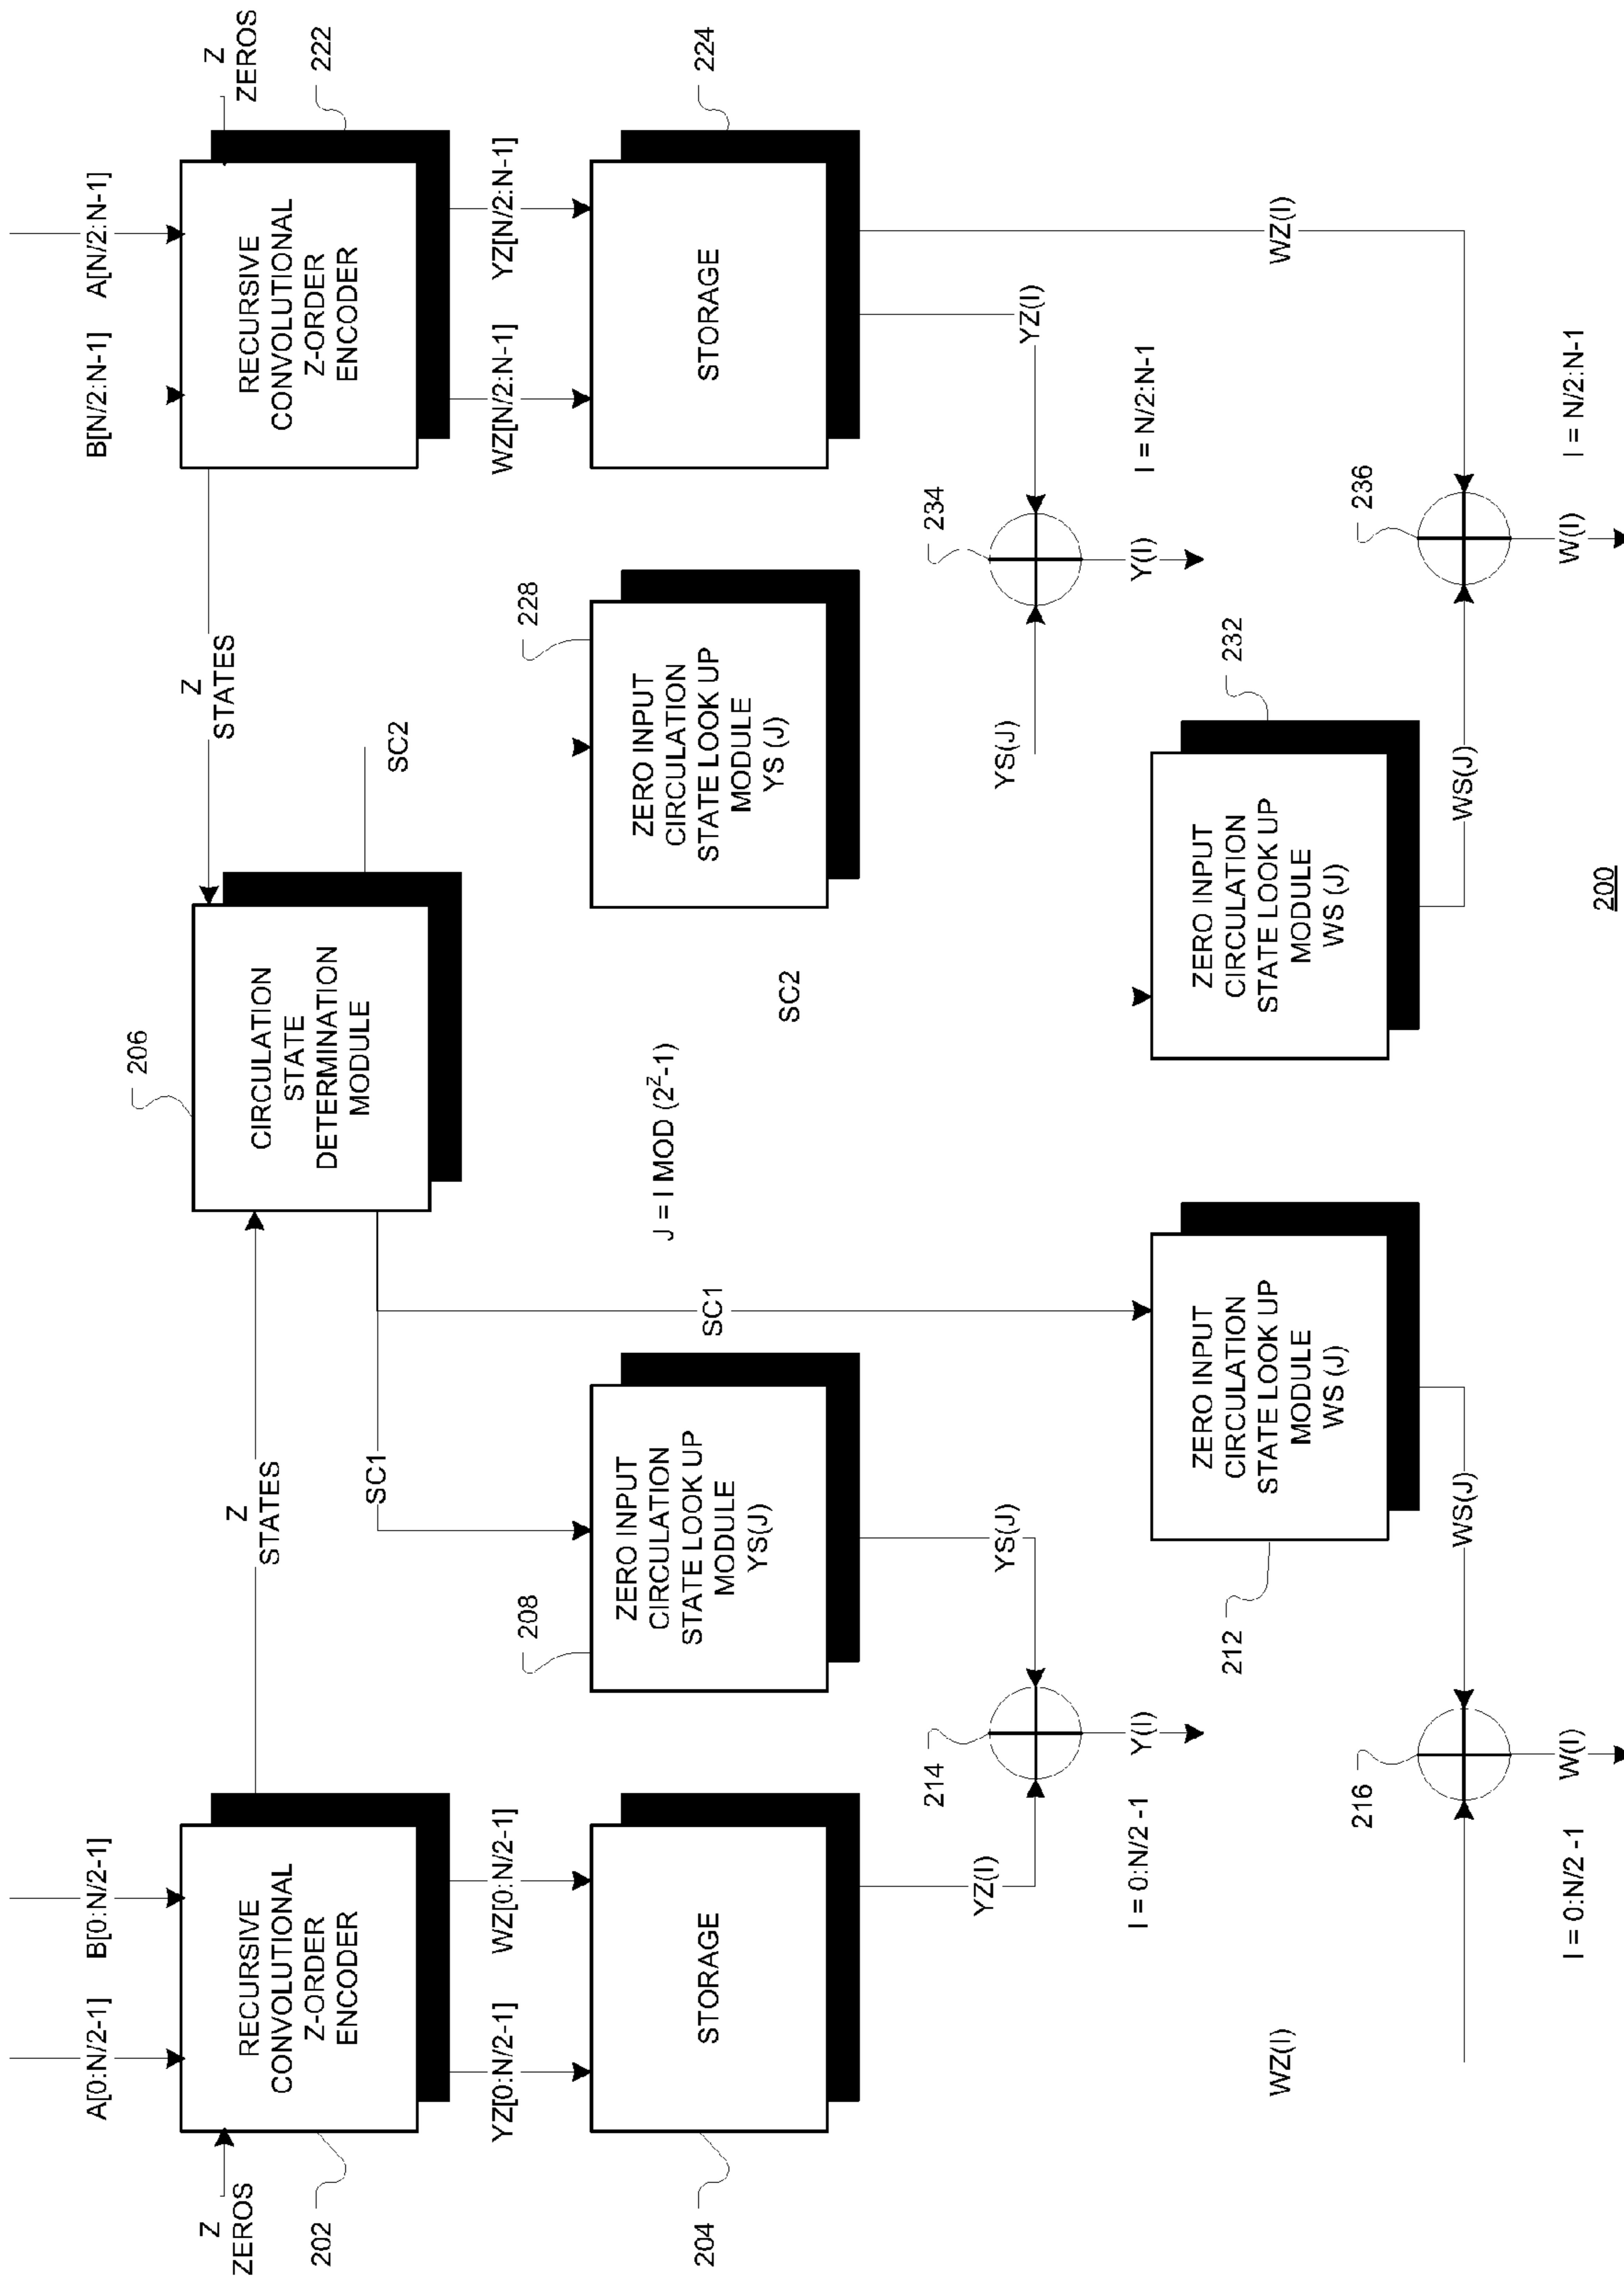 A[0:N/2-1]
B[0:N/2-1]
B[N/2:N-1]
A[N/2:N-1]
Z
ZEROS
202
RECURSIVE
CONVOLUTIONAL
Z-ORDER
ENCODER
Z
STATES
206
CIRCULATION
STATE
DETERMINATION
MODULE
Z
STATES
RECURSIVE
CONVOLUTIONAL
Z-ORDER
ENCODER
Z
ZEROS
222
YZ[0:N/2-1]
WZ[0:N/2-1]
SC1
SC1
SC2
WZ[N/2:N-1]
YZ[N/2:N-1]
204
STORAGE
208
ZERO INPUT
CIRCULATION
STATE LOOK UP
MODULE
YS(J)
J = I MOD (2^Z-1)
SC2
228
ZERO INPUT
CIRCULATION
STATE LOOK UP
MODULE
YS (J)
STORAGE
224
YZ(I)
214
YS(J)
Y(I)
I = 0:N/2 -1
YS(J)
234
YZ(I)
Y(I)
I = N/2:N-1
WZ(I)
212
ZERO INPUT
CIRCULATION
STATE LOOK UP
MODULE
WS (J)
ZERO INPUT
CIRCULATION
STATE LOOK UP
MODULE
WS (J)
232
WZ(I)
216
WS(J)
W(I)
I = 0:N/2 -1
WS(J)
236
W(I)
I = N/2:N-1
200